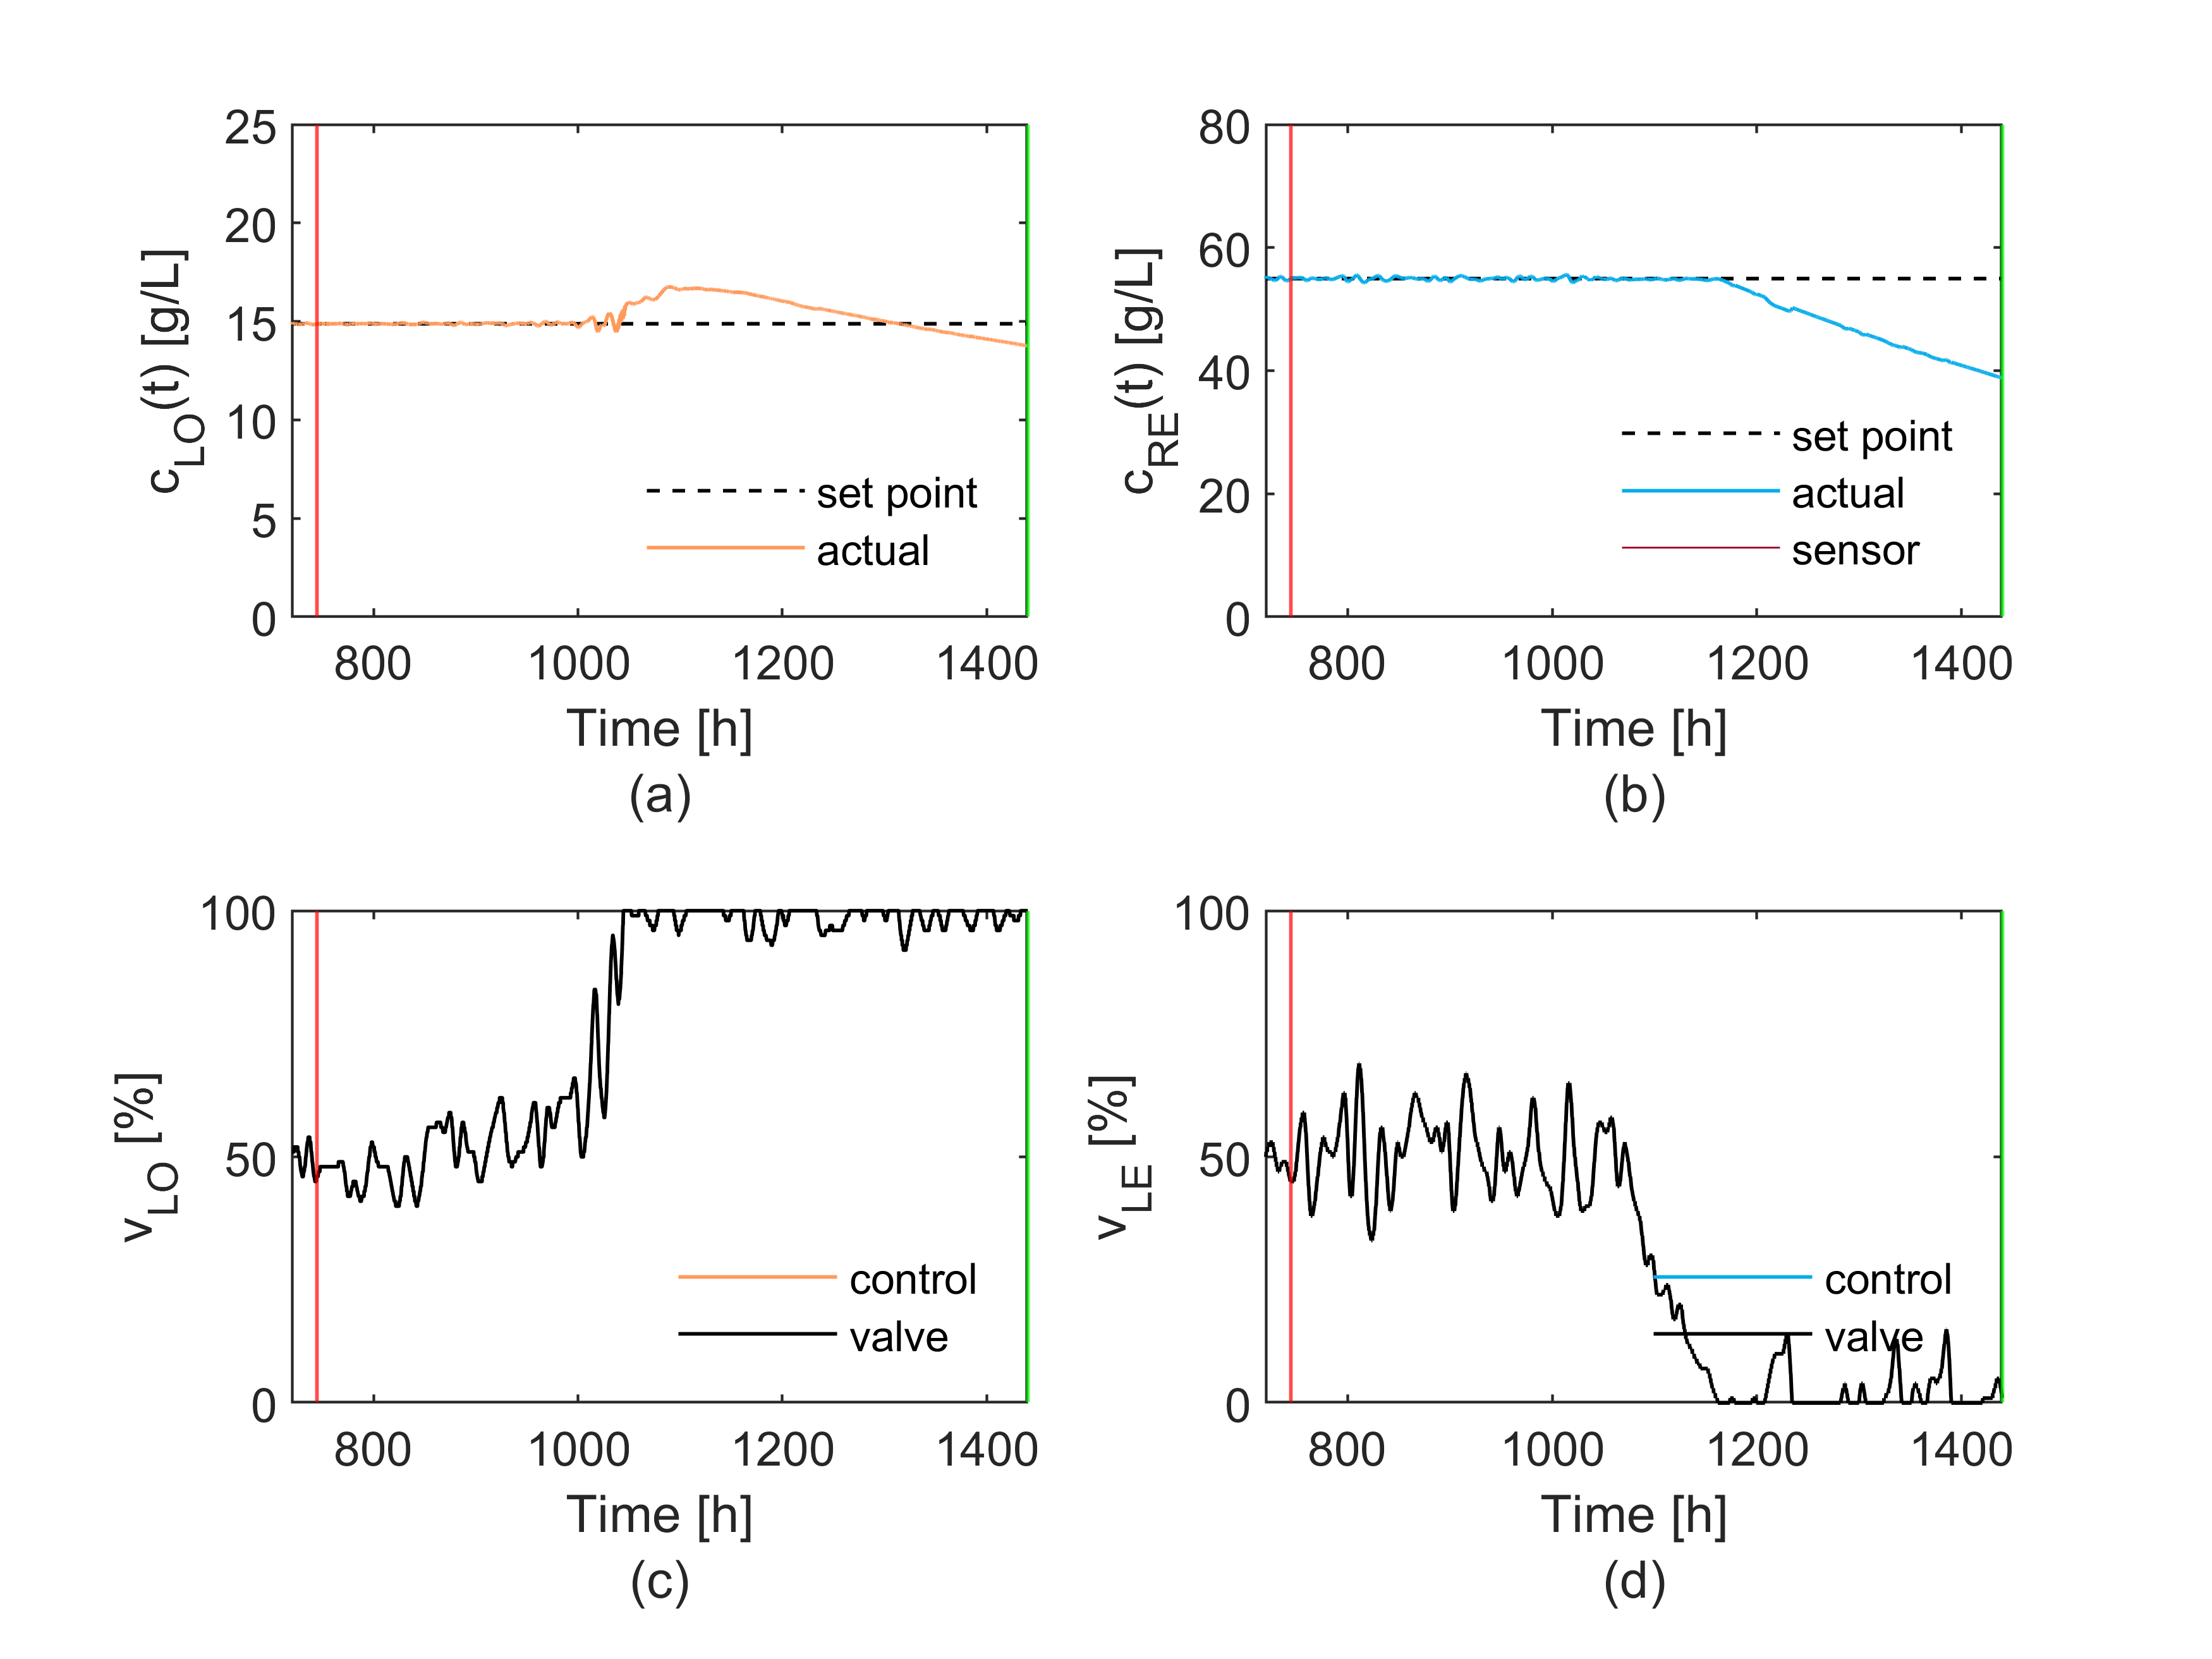 25
20
15
10
5
0
c_LO(t) [g/L]
set point
actual
800 1000 1200 1400
Time [h]
(a)
80
60
40
20
0
c_RE(t) [g/L]
set point
actual
sensor
800 1000 1200 1400
Time [h]
(b)
100
50
0
v_LO [%]
control
valve
800 1000 1200 1400
Time [h]
(c)
100
50
0
v_LE [%]
control
valve
800 1000 1200 1400
Time [h]
(d)